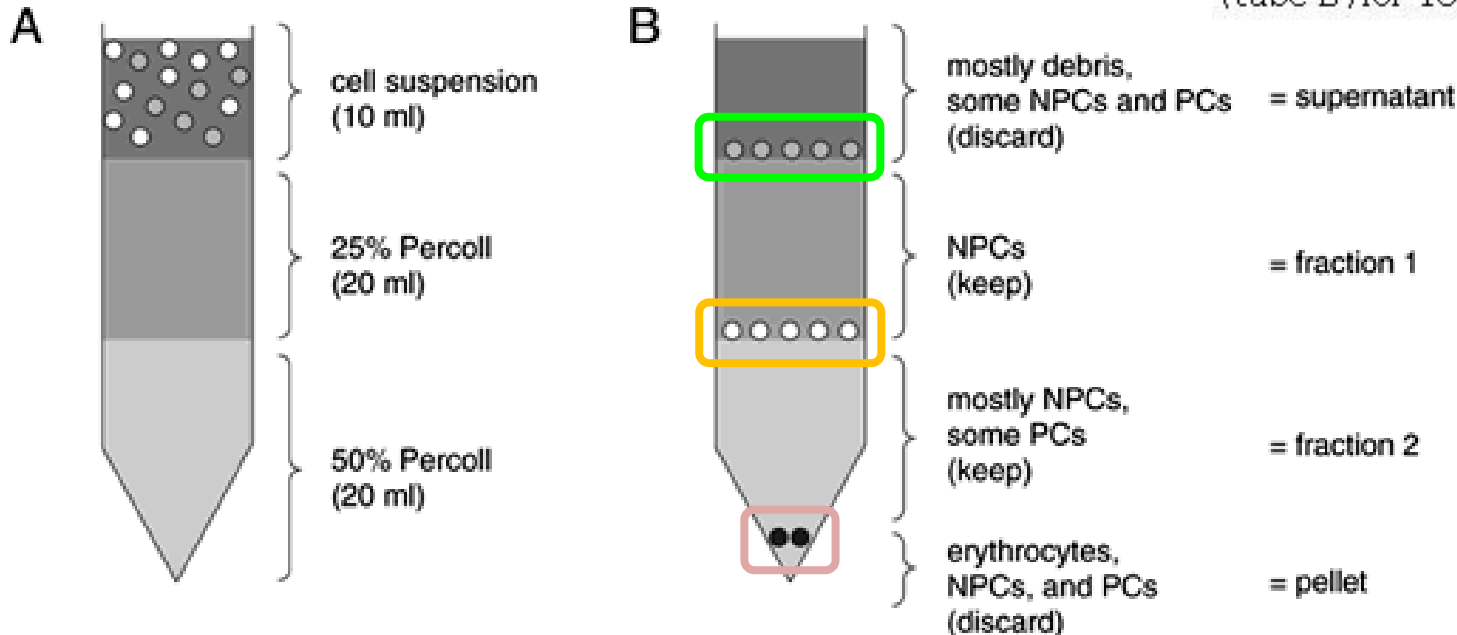 A
cell suspension
(10 ml)
25% Percoll
(20 ml)
50% Percoll
(20 ml)
B
mostly debris,
some NPCs and PCs
(discard)
= supernatant
NPCs
(keep)
= fraction 1
mostly NPCs,
some PCs
(keep)
= fraction 2
erythrocytes,
NPCs, and PCs
(discard)
= pellet